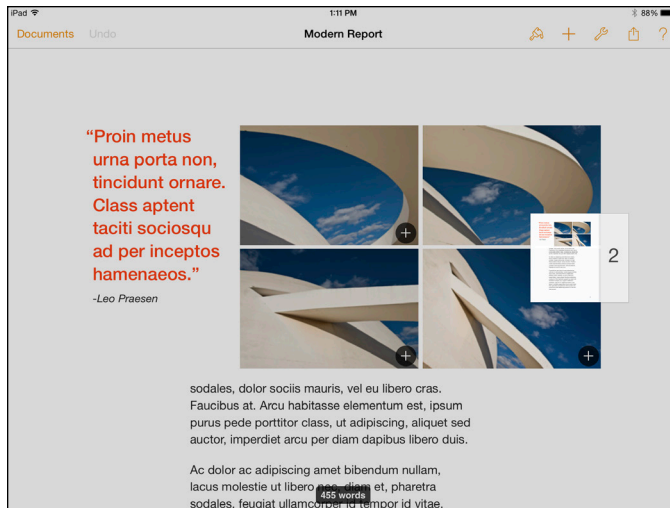 iPad
1:11 PM
88%
Documents
Undo
Modern Report
?
“Proin metus
urna porta non,
tincidunt ornare.
Class aptent
taciti sociosqu
ad per inceptos
hamenaeos.”
-Leo Praesen
2
sodales, dolor sociis mauris, vel eu libero cras.
Faucibus at. Arcu habitasse elementum est, ipsum
purus pede porttitor class, ut adipiscing, aliquet sed
auctor, imperdiet arcu per diam dapibus libero duis.
Ac dolor ac adipiscing amet bibendum nullam,
lacus molestie ut libero nec, diam et, pharetra
455 words
sodales, feugiat ullamcorper id tempor id vitae.